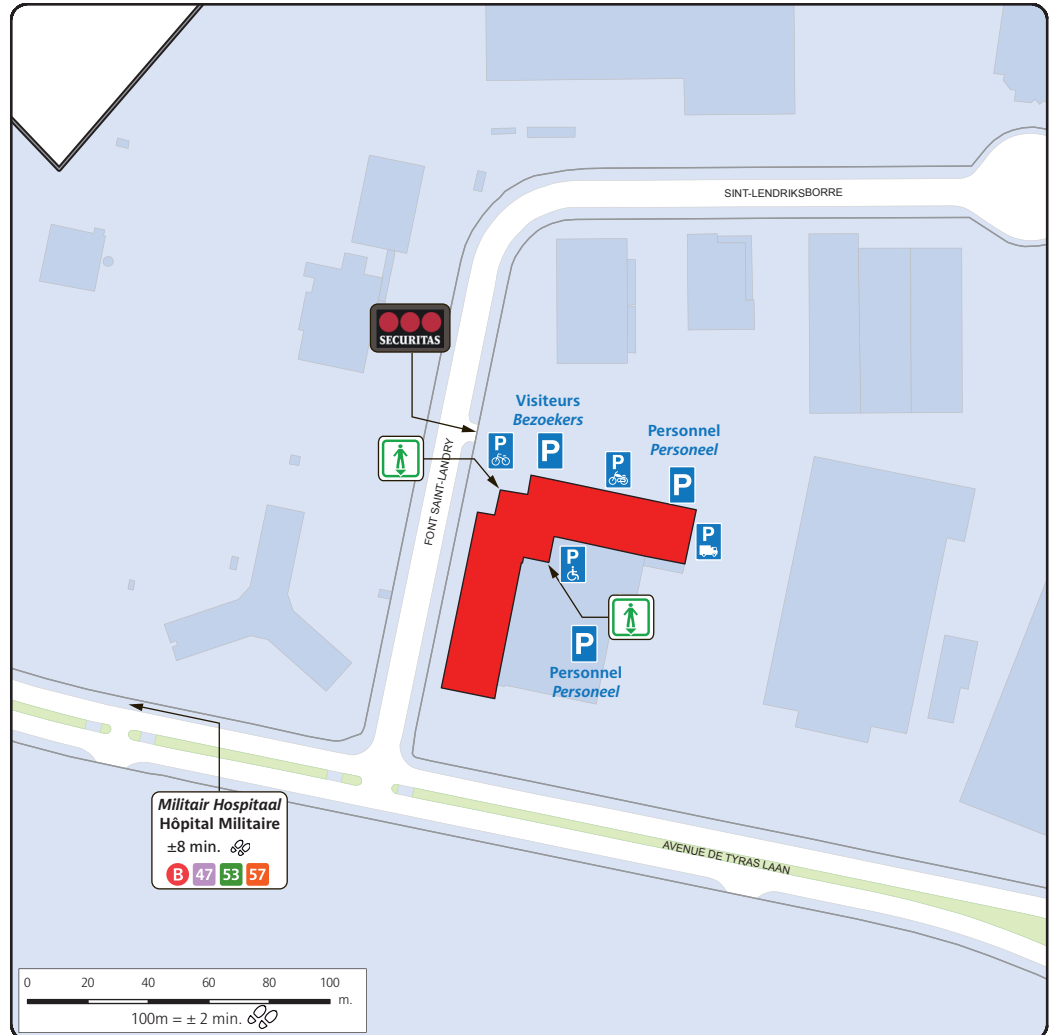 SINT-LENDRIKSBORRE
SECURITAS
Visiteurs
Bezoekers
P
P
Personnel
Personeel
P
P
P
FONT SAINT-LANDRY
P
P
Personnel
Personeel
Militair Hospitaal
Hôpital Militaire
±8 min.
B 47 53 57
AVENUE DE TYRAS LAAN
0 20 40 60 80 100
m.
100m = ± 2 min.